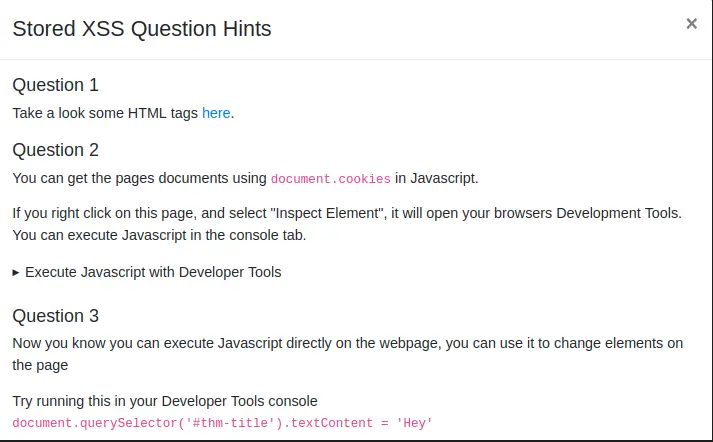 Stored XSS Question Hints
×
Question 1
Take a look some HTML tags here.
Question 2
You can get the pages documents using document.cookies in Javascript.
If you right click on this page, and select "Inspect Element", it will open your browsers Development Tools.
You can execute Javascript in the console tab.
▸ Execute Javascript with Developer Tools
Question 3
Now you know you can execute Javascript directly on the webpage, you can use it to change elements on
the page
Try running this in your Developer Tools console
document.querySelector('#thm-title').textContent = 'Hey'